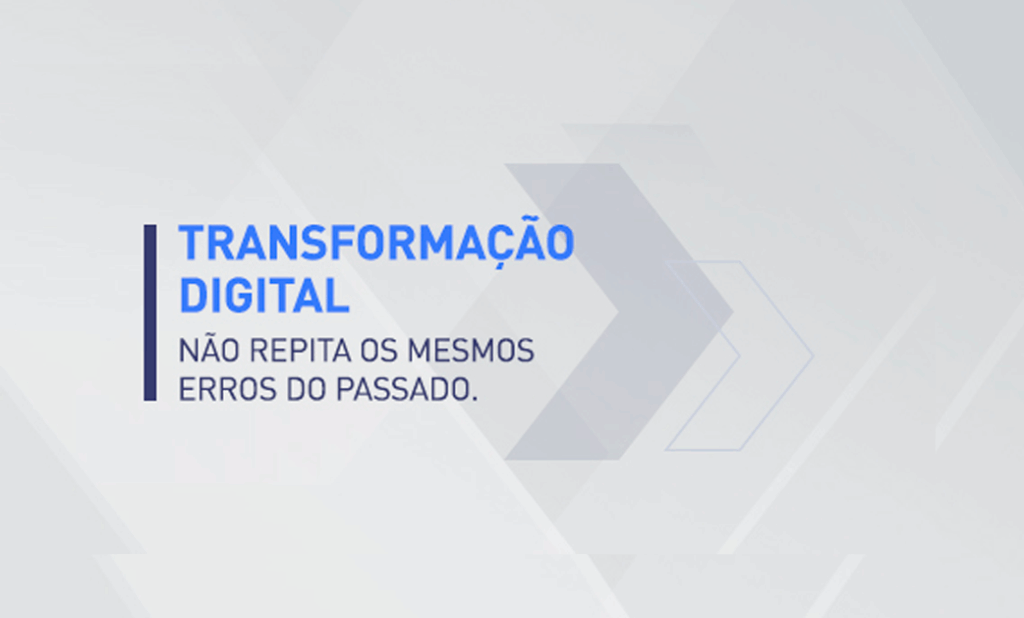 TRANSFORMAÇÃO
DIGITAL
NÃO REPITA OS MESMOS
ERROS DO PASSADO.